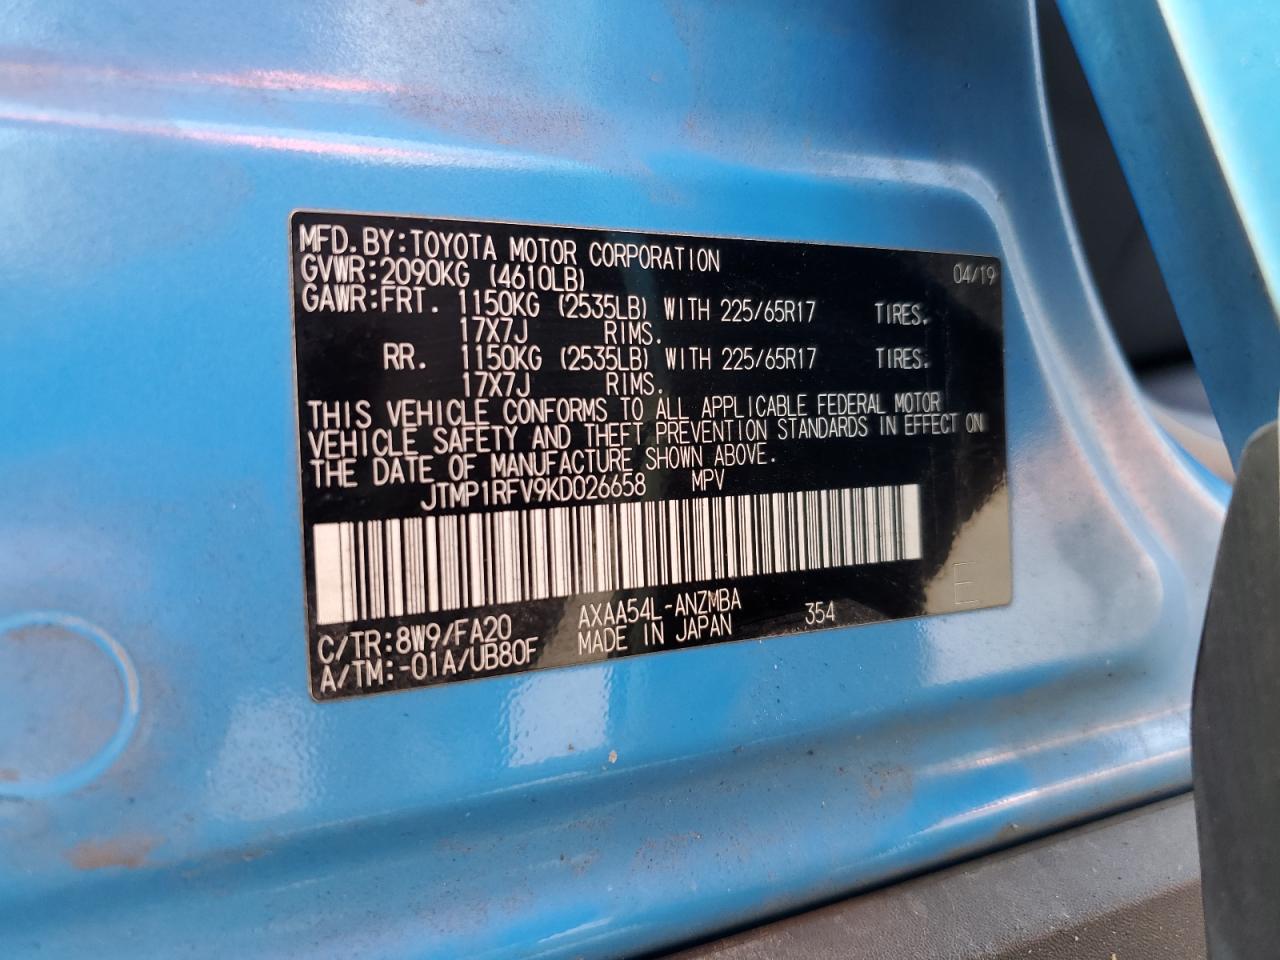 MFD.BY:TOYOTA MOTOR CORPORATION 04/19
GVWR:2090KG (4610LB)
GAWR:FRT. 1150KG (2535LB) WITH 225/65R17 TIRES.
17X7J RIMS.
RR. 1150KG (2535LB) WITH 225/65R17 TIRES.
17X7J RIMS.
THIS VEHICLE CONFORMS TO ALL APPLICABLE FEDERAL MOTOR
VEHICLE SAFETY AND THEFT PREVENTION STANDARDS IN EFFECT ON
THE DATE OF MANUFACTURE SHOWN ABOVE.
JTMP1RFV9KD026658 MPV
C/TR:8W9/FA20 AXAA54L-ANZMBA 354 E
A/TM:-01A/UB80F MADE IN JAPAN